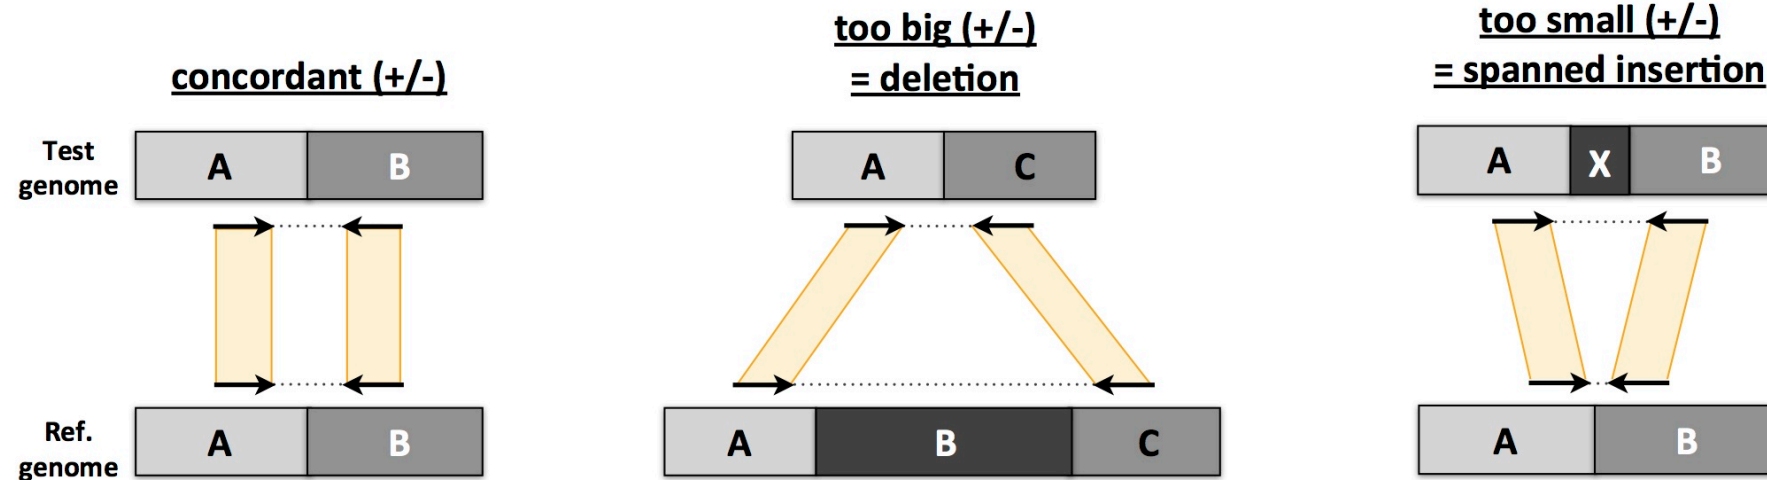 concordant (+/-)
too big (+/-)
= deletion
too small (+/-)
= spanned insertion
Test
genome
A B
A C
A X B
Ref.
genome
A B
A B C
A B